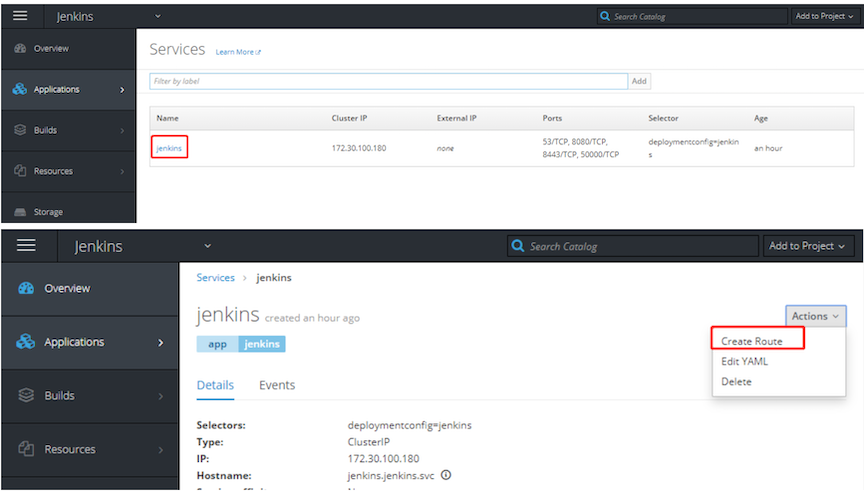 Jenkins
Search Catalog
Add to Project
Overview
Applications
Builds
Resources
Storage
Services Learn More
Filter by label
Add
Name Cluster IP External IP Ports Selector Age
jenkins 172.30.100.180 none 53/TCP, 8080/TCP, deploymentconfig=jenkin an hour
8443/TCP, 50000/TCP s
Jenkins
Search Catalog
Add to Project
Overview
Applications
Builds
Resources
Services > jenkins
jenkins created an hour ago
app jenkins
Actions
Create Route
Edit YAML
Delete
Details Events
Selectors: deploymentconfig=jenkins
Type: ClusterIP
IP: 172.30.100.180
Hostname: jenkins.jenkins.svc